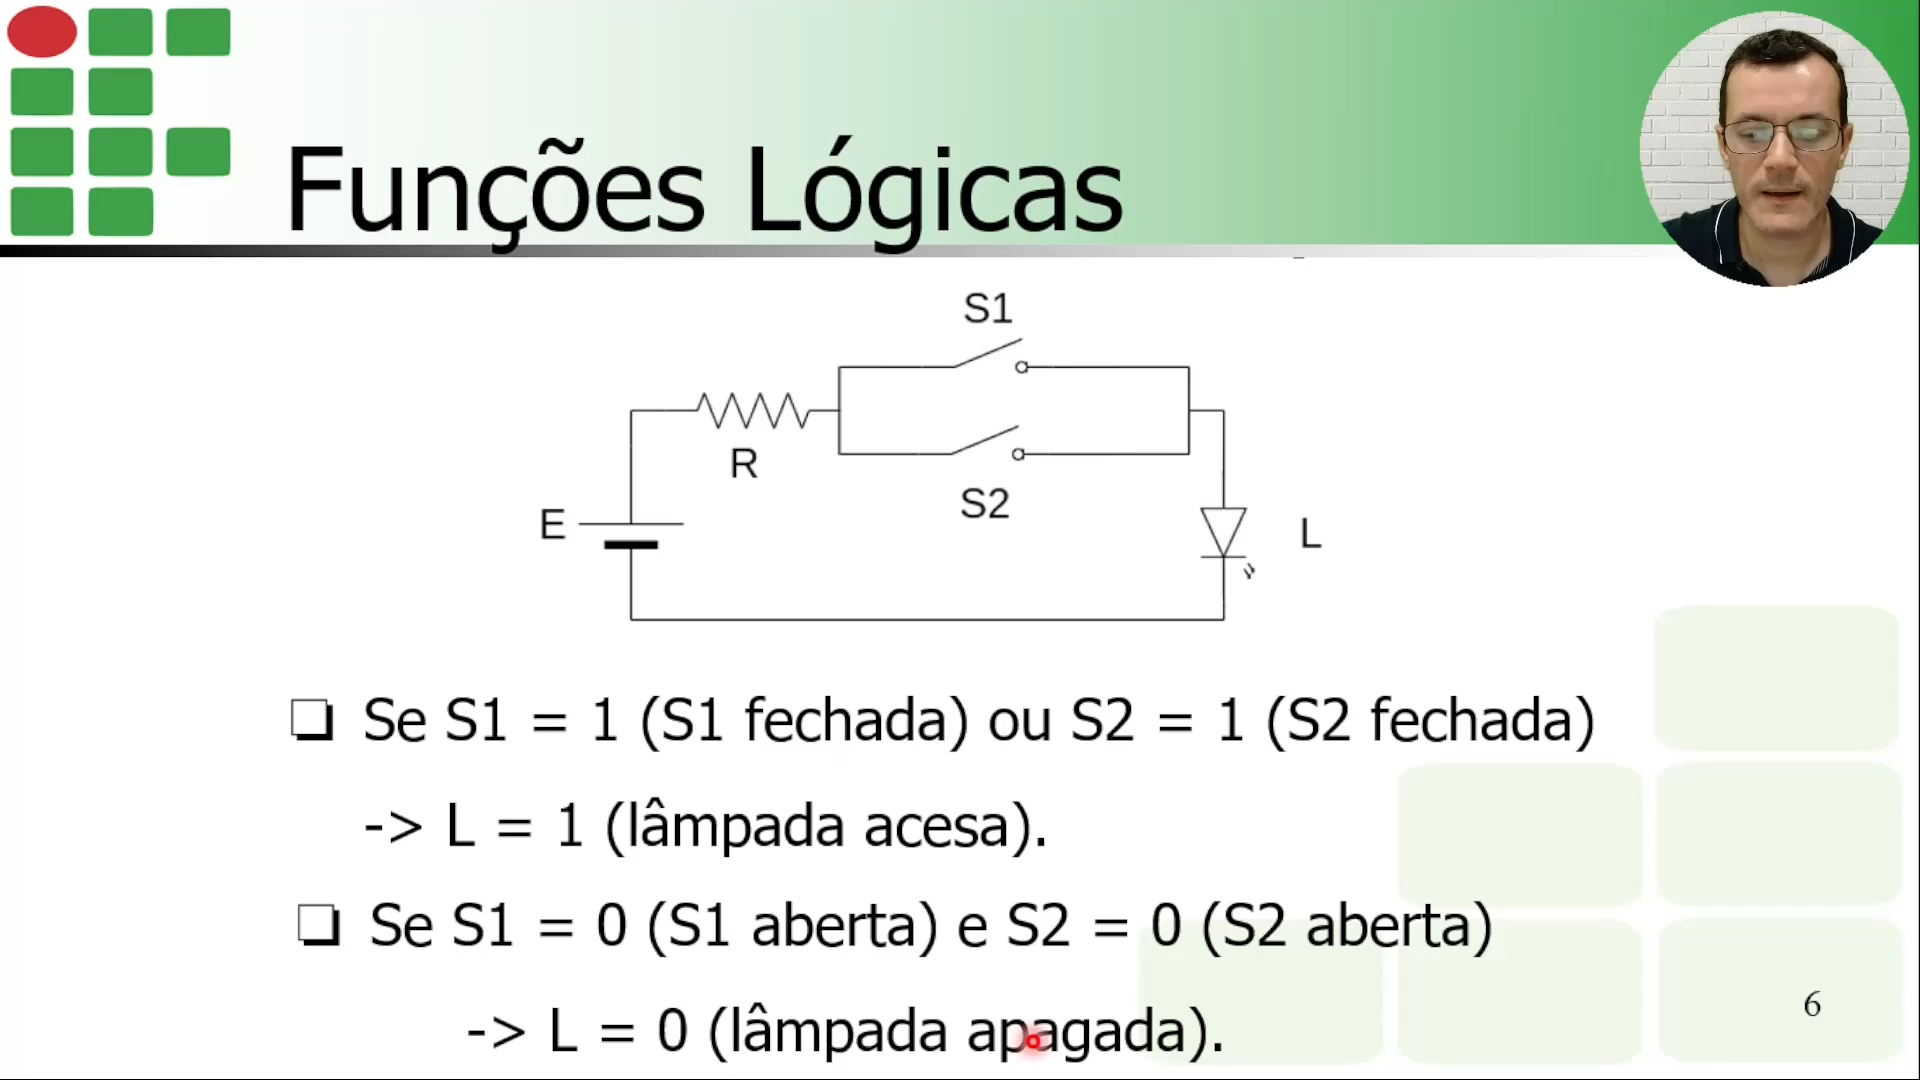 Funções Lógicas
S1
R
S2
E
L
Se S1 = 1 (S1 fechada) ou S2 = 1 (S2 fechada)
-> L = 1 (lâmpada acesa).
Se S1 = 0 (S1 aberta) e S2 = 0 (S2 aberta)
-> L = 0 (lâmpada apagada).
6